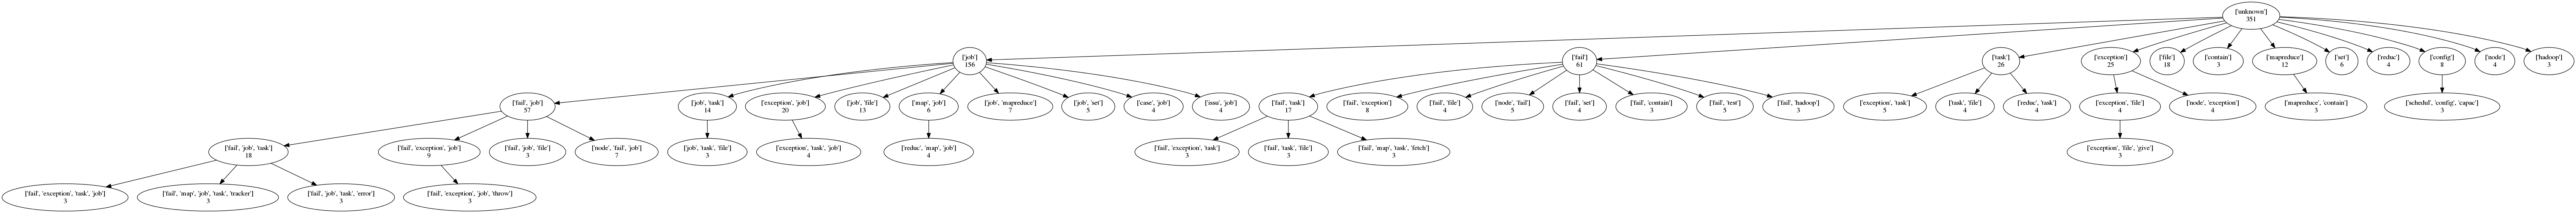 ['unknown']
351
['job']
156
['fail']
61
['task']
26
['exception']
25
['file']
18
['contain']
3
['mapreduce']
12
['set']
6
['reduc']
4
['config']
8
['node']
4
['hadoop']
3
['fail', 'job']
57
['job', 'task']
14
['exception', 'job']
20
['job', 'file']
13
['map', 'job']
6
['job', 'mapreduce']
7
['job', 'set']
5
['case', 'job']
4
['issu', 'job']
4
['fail', 'task']
17
['fail', 'exception']
8
['fail', 'file']
4
['node', 'fail']
5
['fail', 'set']
4
['fail', 'contain']
3
['fail', 'test']
5
['fail', 'hadoop']
3
['exception', 'task']
5
['task', 'file']
4
['reduc', 'task']
4
['exception', 'file']
4
['node', 'exception']
4
['mapreduce', 'contain']
3
['schedul', 'config', 'capac']
3
['fail', 'job', 'task']
18
['fail', 'exception', 'job']
9
['fail', 'job', 'file']
3
['node', 'fail', 'job']
7
['job', 'task', 'file']
3
['exception', 'task', 'job']
4
['reduc', 'map', 'job']
4
['fail', 'exception', 'task']
3
['fail', 'task', 'file']
3
['fail', 'map', 'task', 'fetch']
3
['exception', 'file', 'give']
3
['fail', 'exception', 'task', 'job']
3
['fail', 'map', 'job', 'task', 'tracker']
3
['fail', 'job', 'task', 'error']
3
['fail', 'exception', 'job', 'throw']
3